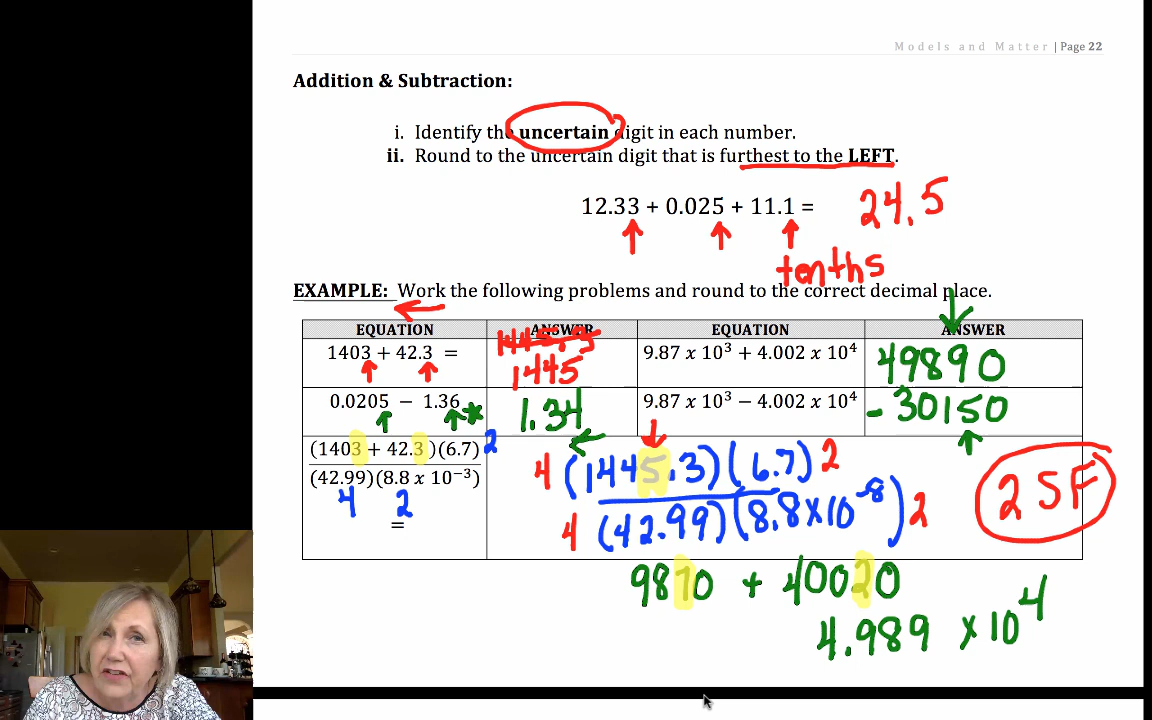 Models and Matter | Page 22
Addition & Subtraction:
i. Identify the uncertain digit in each number.
ii. Round to the uncertain digit that is furthest to the LEFT.
12.33 + 0.025 + 11.1 = 24.5
tenths
EXAMPLE: Work the following problems and round to the correct decimal place.
EQUATION ANSWER EQUATION ANSWER
1403 + 42.3 = 1445.3 1445 9.87 x 10³ + 4.002 x 10⁴ 49890
0.0205 − 1.36 * 1.34 9.87 x 10³ − 4.002 x 10⁴ - 30150
(1403 + 42.3 )(6.7) 2 4 (1445.3)(6.7) 2
(42.99)(8.8 x 10⁻³) 4 (42.99)(8.8x10⁻⁸) 2 2 SF
4 2
=
9870 + 40020
4.989 x 10⁴